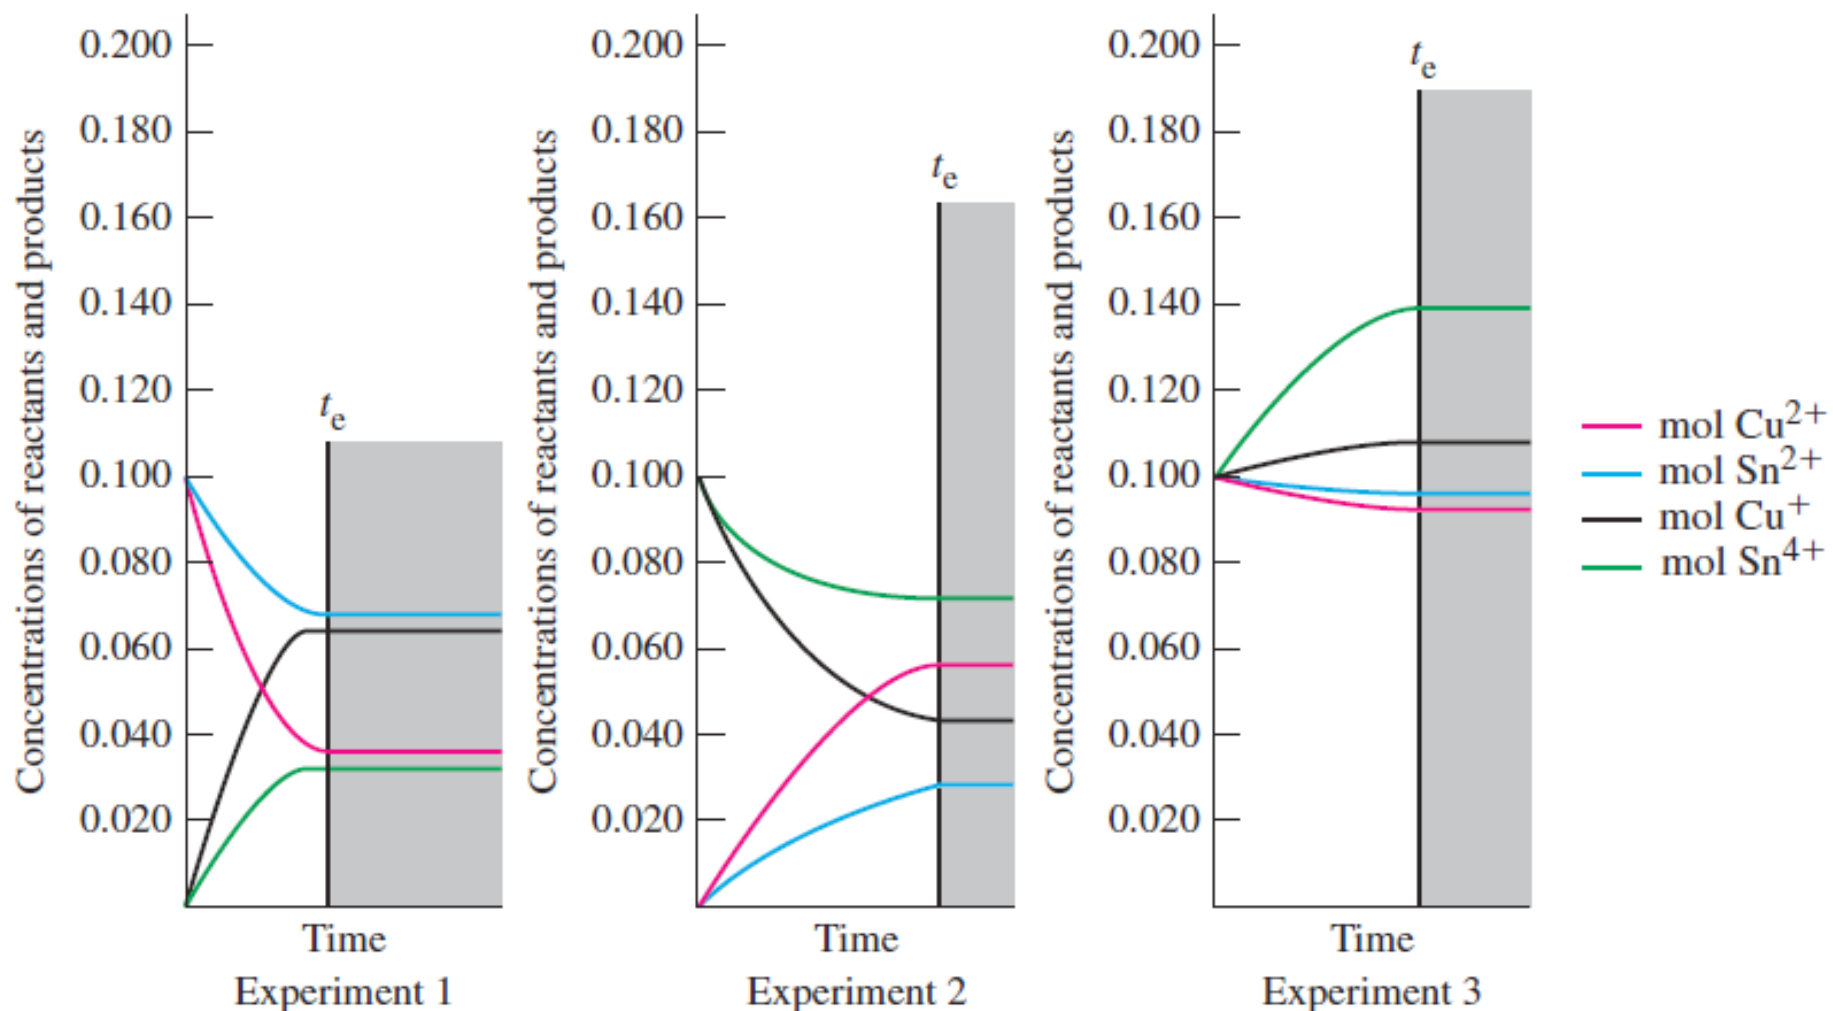 Concentrations of reactants and products
0.200
0.180
0.160
0.140
0.120
0.100
0.080
0.060
0.040
0.020
te
Time
Experiment 1
Concentrations of reactants and products
0.200
0.180
0.160
0.140
0.120
0.100
0.080
0.060
0.040
0.020
te
Time
Experiment 2
Concentrations of reactants and products
0.200
0.180
0.160
0.140
0.120
0.100
0.080
0.060
0.040
0.020
te
Time
Experiment 3
mol Cu2+
mol Sn2+
mol Cu+
mol Sn4+